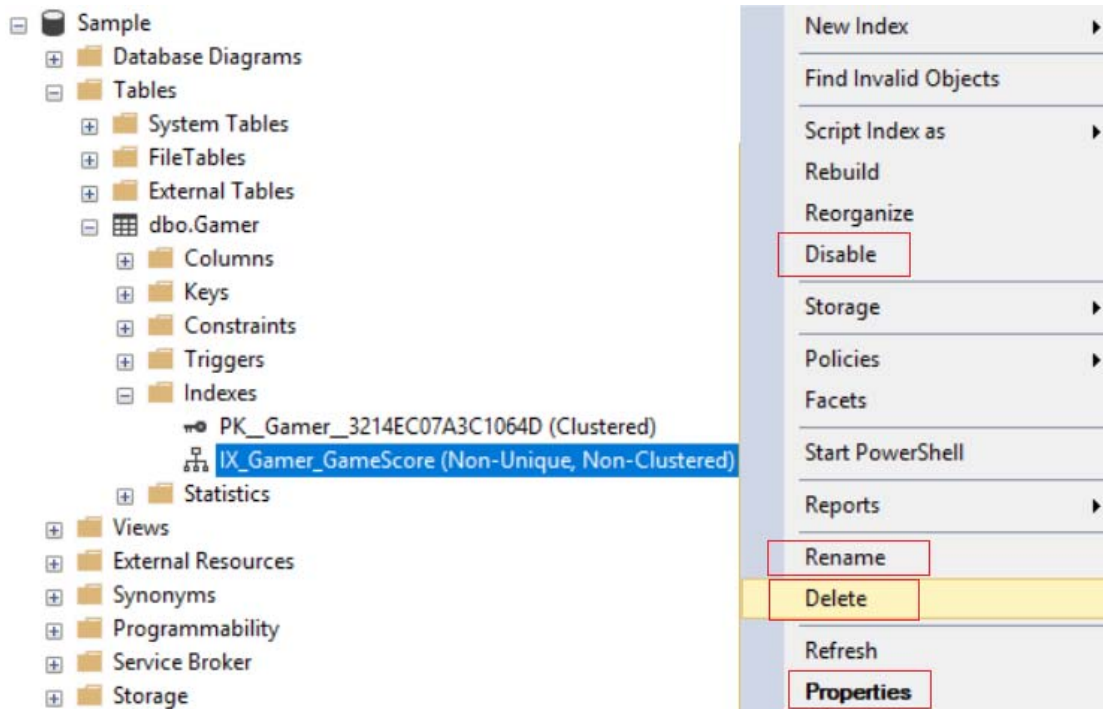 Sample
Database Diagrams
Tables
System Tables
FileTables
External Tables
dbo.Gamer
Columns
Keys
Constraints
Triggers
Indexes
PK__Gamer__3214EC07A3C1064D (Clustered)
IX_Gamer_GameScore (Non-Unique, Non-Clustered)
Statistics
Views
External Resources
Synonyms
Programmability
Service Broker
Storage
New Index
Find Invalid Objects
Script Index as
Rebuild
Reorganize
Disable
Storage
Policies
Facets
Start PowerShell
Reports
Rename
Delete
Refresh
Properties